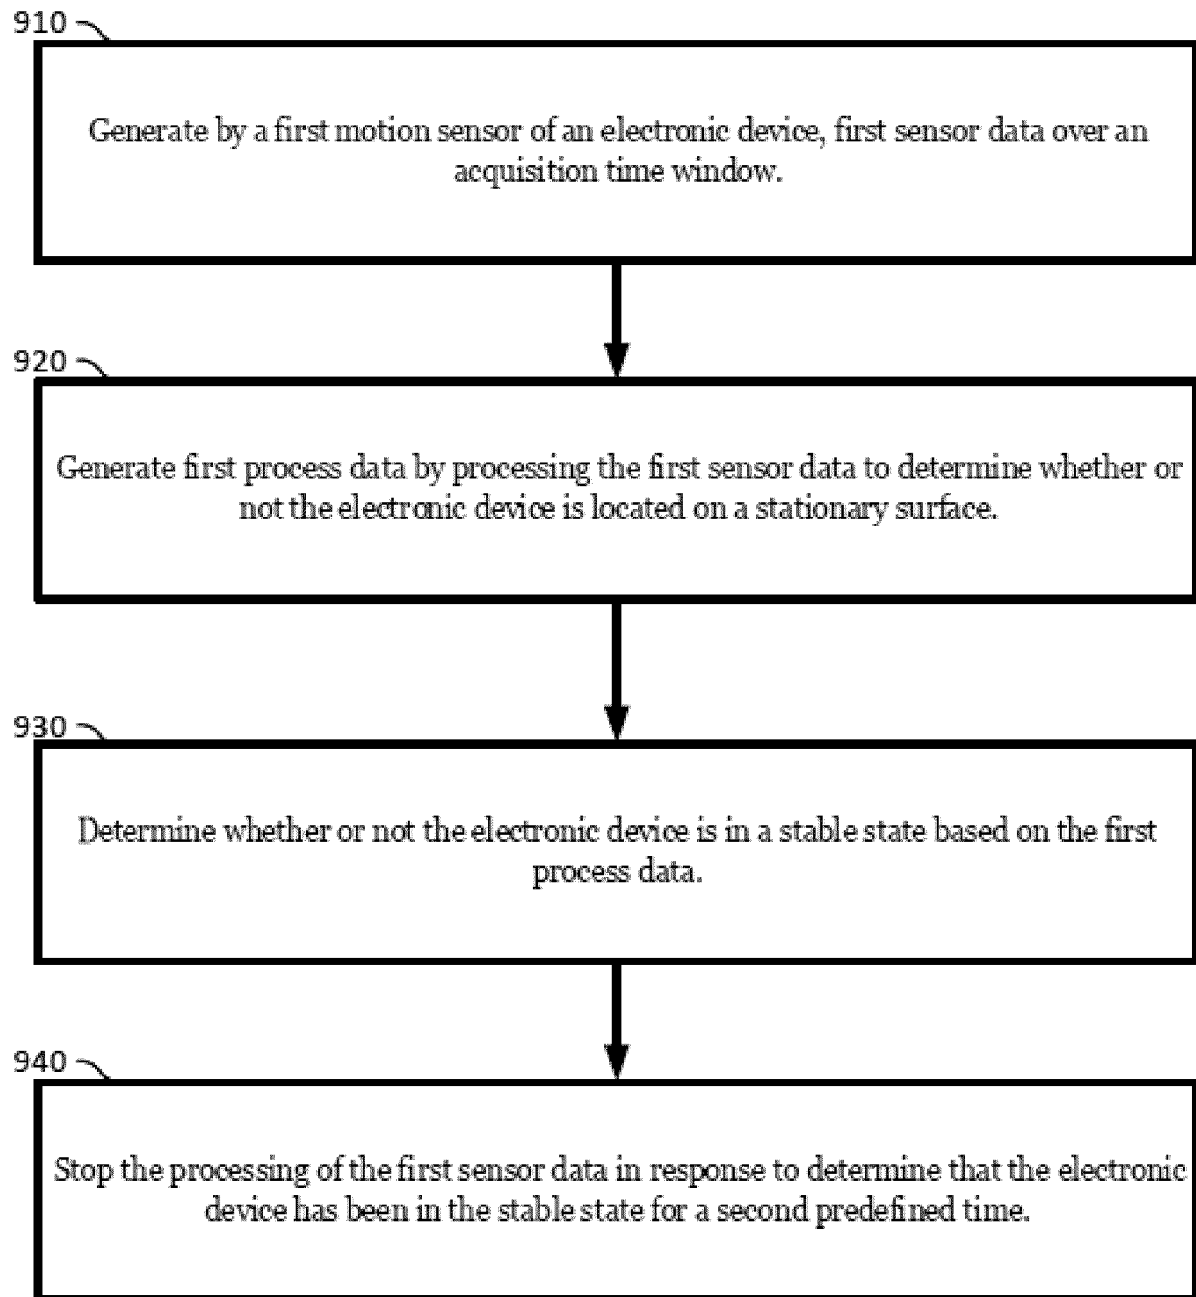 910
Generate by a first motion sensor of an electronic device, first sensor data over an
acquisition time window.
920
Generate first process data by processing the first sensor data to determine whether or
not the electronic device is located on a stationary surface.
930
Determine whether or not the electronic device is in a stable state based on the first
process data.
940
Stop the processing of the first sensor data in response to determine that the electronic
device has been in the stable state for a second predefined time.